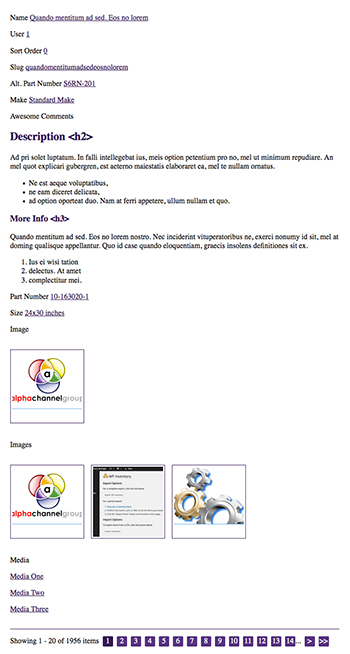 Name Quando mentitum ad sed. Eos no lorem
User 1
Sort Order 0
Slug quandomentitumadsedeosnolorem
Alt. Part Number S6RN-201
Make Standard Make
Awesome Comments
Description <h2>
Ad pri solet luptatum. In falli intellegebat ius, meis option petentium pro no, mel ut minimum repudiare. An
mel quot explicari gubergren, est aeterno maiestatis elaboraret ea, mel te nullam ornatus.
• Ne est aeque voluptatibus,
• ne eam diceret delicata,
• ad option oporteat duo. Nam at ferri appetere, ullum nullam et quo.
More Info <h3>
Quando mentitum ad sed. Eos no lorem nostro. Nec inciderint vituperatoribus ne, exerci nonumy id sit, mel at
doming qualisque appellantur. Quo id case quando eloquentiam, graecis insolens definitiones sit ex.
1. Ius ei wisi tation
2. delectus. At amet
3. complectitur mei.
Part Number 10-163020-1
Size 24x30 inches
Image
a
alphachannelgroup
Images
a
alphachannelgroup
WP Inventory
Import Options
Export Options
Media
Media One
Media Two
Media Three
Showing 1 - 20 of 1956 items 1 2 3 4 5 6 7 8 9 10 11 12 13 14... > >>